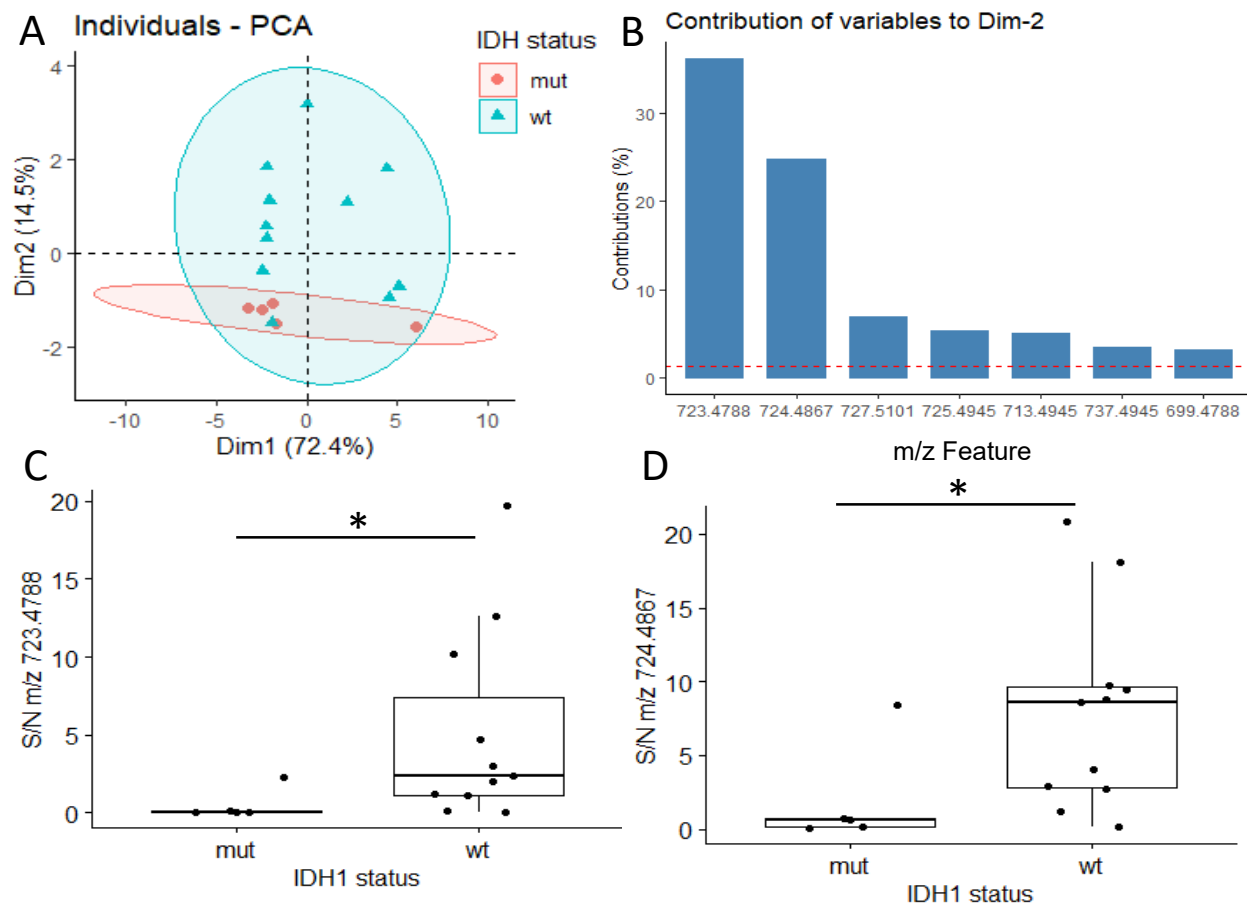 A
Individuals - PCA
IDH status
mut
wt
4
2
0
-2
Dim2 (14.5%)
-10
-5
0
5
10
Dim1 (72.4%)
B
Contribution of variables to Dim-2
30
20
10
0
Contributions (%)
723.4788
724.4867
727.5101
725.4945
713.4945
737.4945
699.4788
m/z Feature
C
20
15
10
5
0
S/N m/z 723.4788
*
mut
wt
IDH1 status
D
20
15
10
5
0
S/N m/z 724.4867
*
mut
wt
IDH1 status